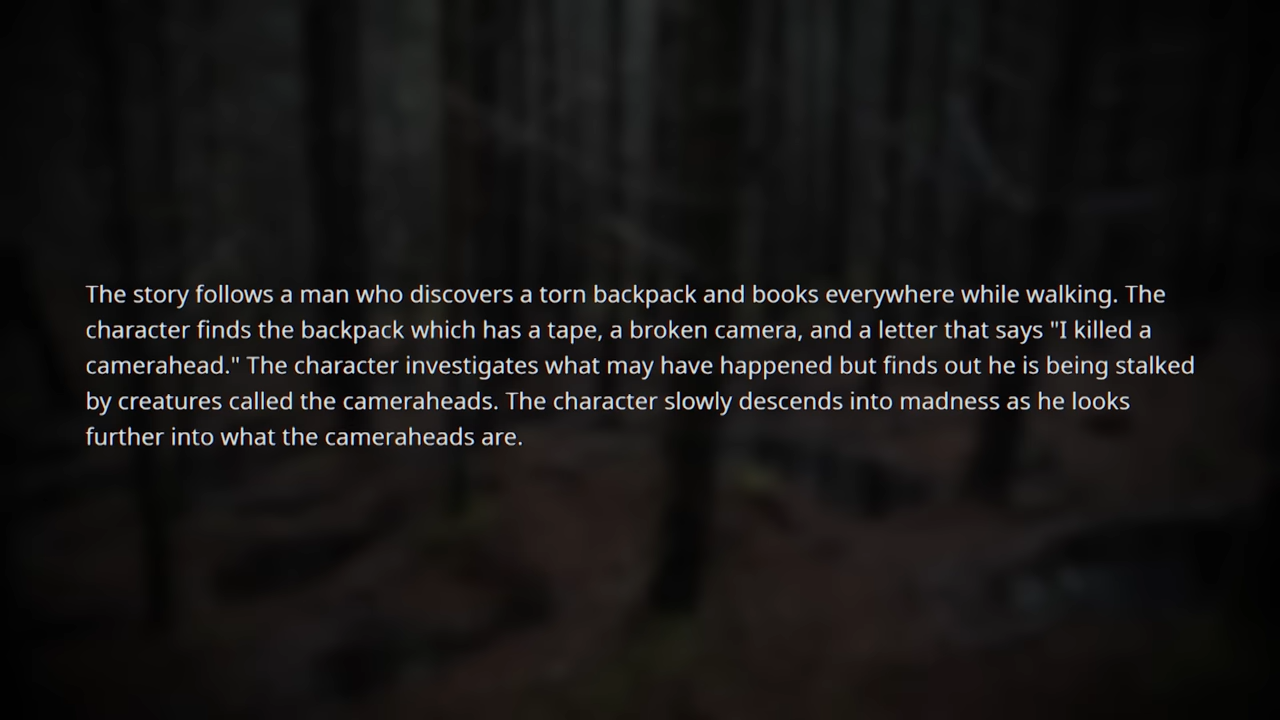 The story follows a man who discovers a torn backpack and books everywhere while walking. The
character finds the backpack which has a tape, a broken camera, and a letter that says "I killed a
camerahead." The character investigates what may have happened but finds out he is being stalked
by creatures called the cameraheads. The character slowly descends into madness as he looks
further into what the cameraheads are.